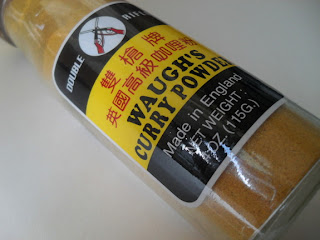 DOUBLE
雙槍牌
英國高級咖喱粉
WAUGH'S
CURRY POWDER
Made in England
NET WEIGHT:
OZ. (115G.)